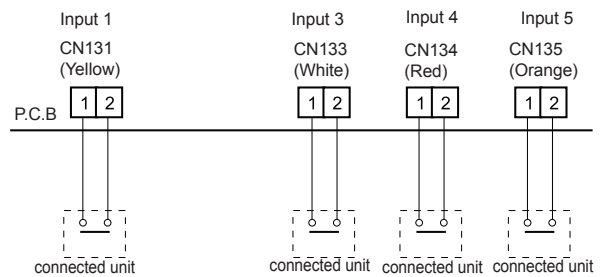 Input 1 Input 3 Input 4 Input 5
CN131 CN133 CN134 CN135
(Yellow) (White) (Red) (Orange)
1 2 1 2 1 2 1 2
P.C.B
connected unit connected unit connected unit connected unit